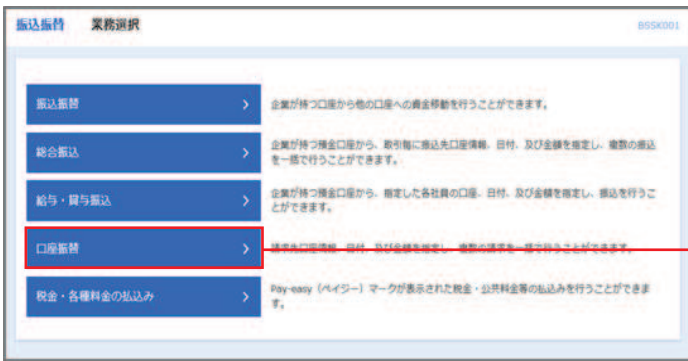 振込振替 業務選択 BSSK001
振込振替 企業が持つ口座から他の口座への資金移動を行うことができます。
総合振込 企業が持つ預金口座から、取引毎に振込先口座情報、日付、及び金額を指定し、複数の振込
を一括で行うことができます。
給与・賞与振込 企業が持つ預金口座から、指定した各社員の口座、日付、及び金額を指定し、振込を行うこ
とができます。
口座振替 請求先口座情報、日付、及び金額を指定し、複数の請求を一括で行うことができます。
税金・各種料金の払込み Pay-easy（ペイジー）マークが表示された税金・公共料金等の払込みを行うことができま
す。